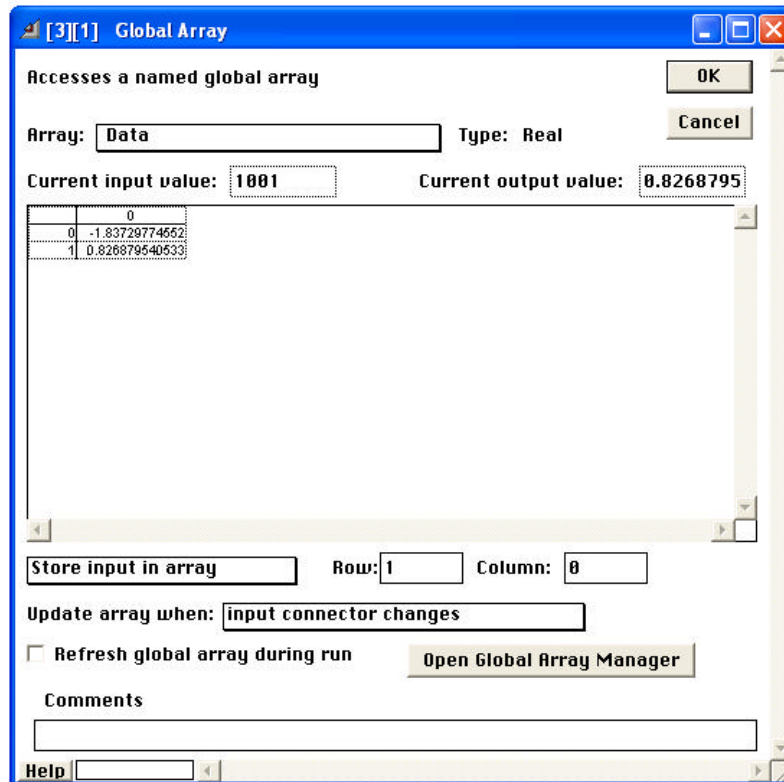 [3][1] Global Array
Accesses a named global array
OK
Cancel
Array: Data Type: Real
Current input value: 1001 Current output value: 0.8268795
0
0 -1.83729774552
1 0.826879540533
Store input in array Row: 1 Column: 0
Update array when: input connector changes
Refresh global array during run Open Global Array Manager
Comments
Help